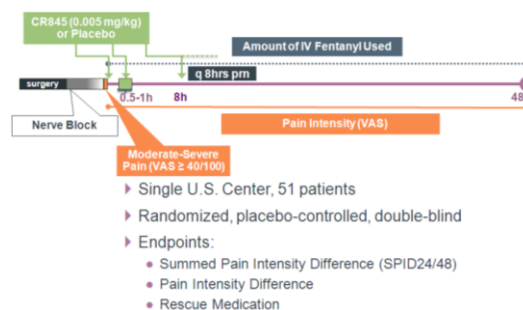 CR845 (0.005 mg/kg)
or Placebo
Amount of IV Fentanyl Used
q 8hrs prn
surgery
0.5-1h
8h
48
Nerve Block
Pain Intensity (VAS)
Moderate-Severe
Pain (VAS ≥ 40/100)
Single U.S. Center, 51 patients
Randomized, placebo-controlled, double-blind
Endpoints:
Summed Pain Intensity Difference (SPID24/48)
Pain Intensity Difference
Rescue Medication